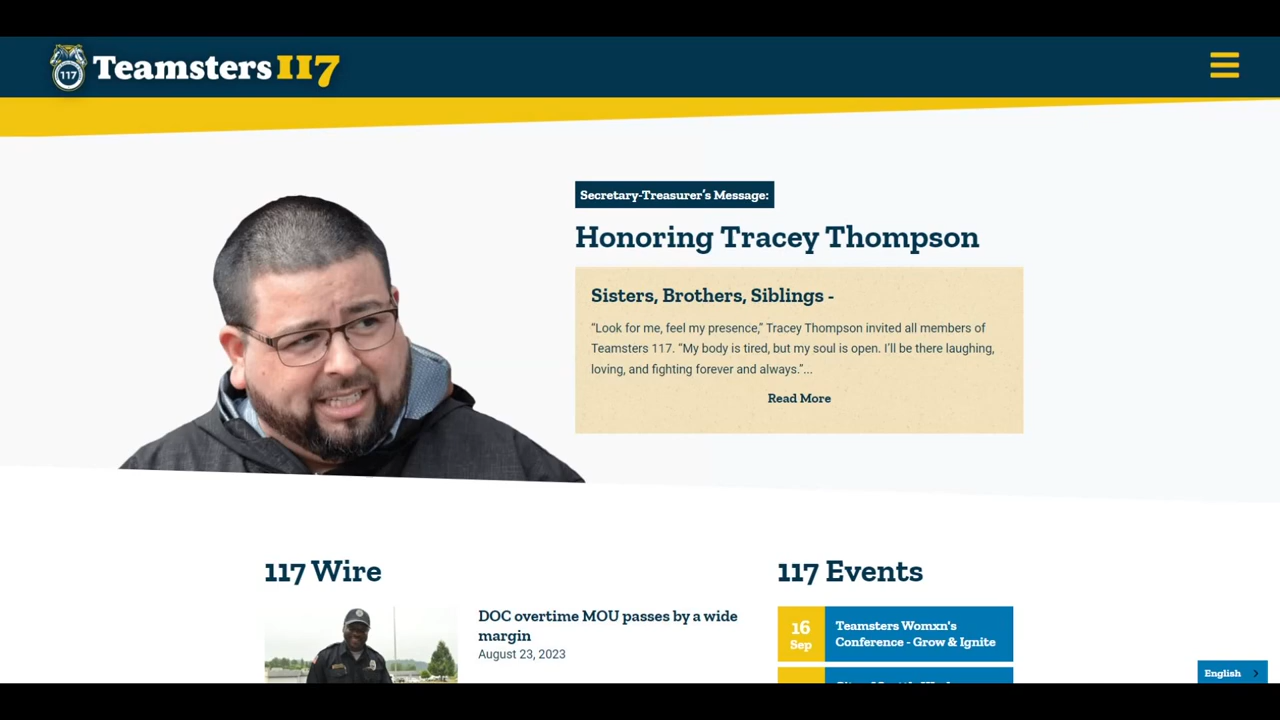 117
Teamsters 117
Secretary-Treasurer's Message:
Honoring Tracey Thompson
Sisters, Brothers, Siblings -
“Look for me, feel my presence,” Tracey Thompson invited all members of
Teamsters 117. “My body is tired, but my soul is open. I’ll be there laughing,
loving, and fighting forever and always.”...
Read More
117 Wire
DOC overtime MOU passes by a wide
margin
August 23, 2023
117 Events
16
Sep
Teamsters Womxn's
Conference - Grow & Ignite
English